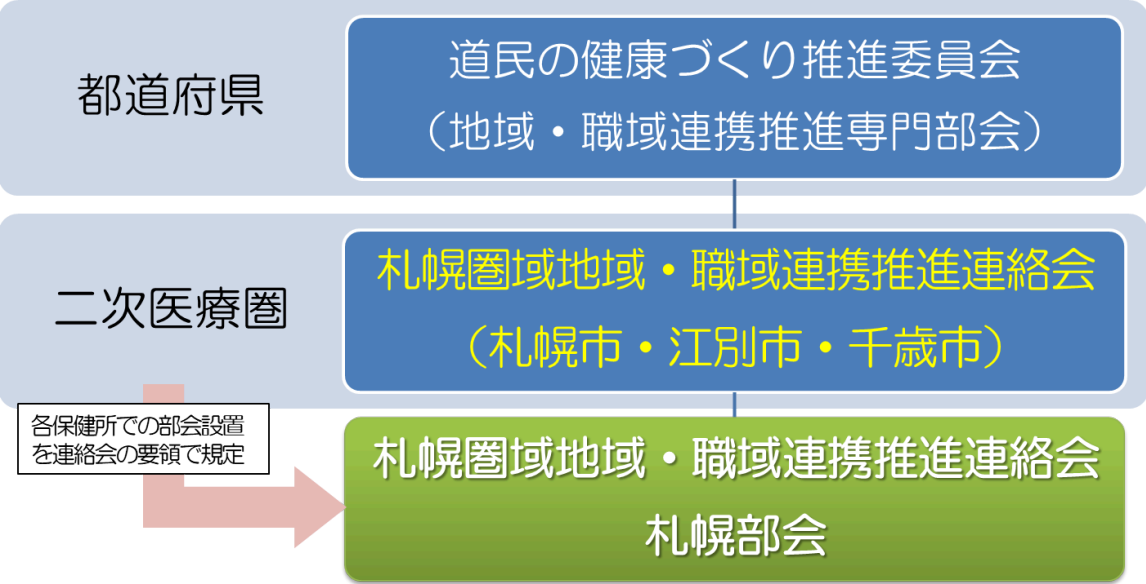 都道府県
道民の健康づくり推進委員会
（地域・職域連携推進専門部会）
二次医療圏
札幌圏域地域・職域連携推進連絡会
（札幌市・江別市・千歳市）
各保健所での部会設置
を連絡会の要領で規定
札幌圏域地域・職域連携推進連絡会
札幌部会